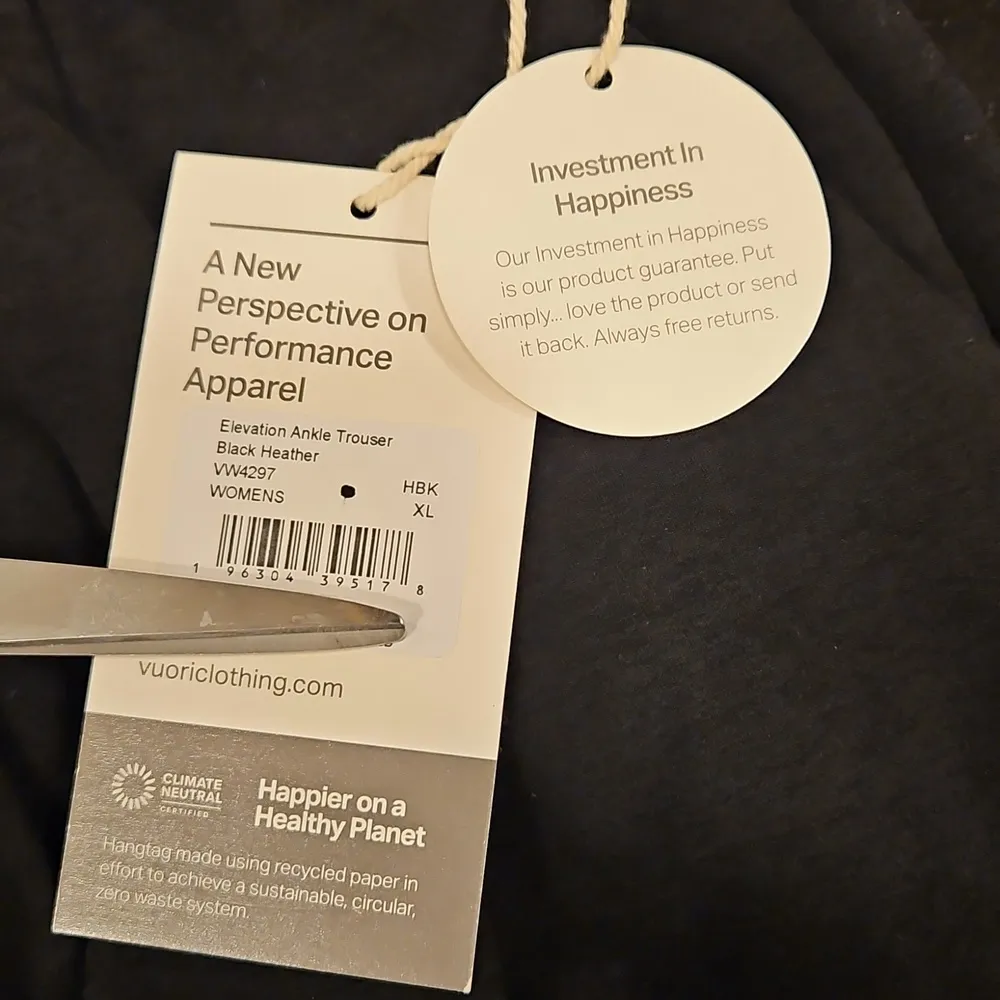 Investment In
Happiness
Our Investment in Happiness
is our product guarantee. Put
simply... love the product or send
it back. Always free returns.
A New
Perspective on
Performance
Apparel
Elevation Ankle Trouser
Black Heather
VW4297
WOMENS
HBK
XL
1 96304 39517 8
vuoriclothing.com
CLIMATE
NEUTRAL
CERTIFIED
Happier on a
Healthy Planet
Hangtag made using recycled paper in
effort to achieve a sustainable, circular,
zero waste system.